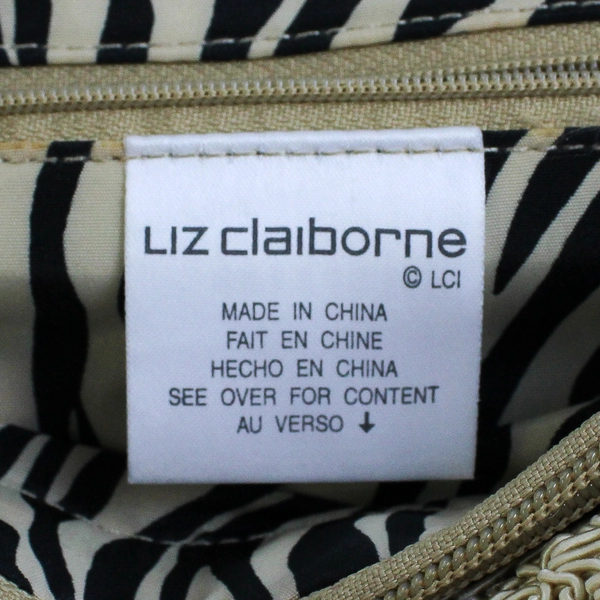 LIZ claiborne
© LCI
MADE IN CHINA
FAIT EN CHINE
HECHO EN CHINA
SEE OVER FOR CONTENT
AU VERSO ↓